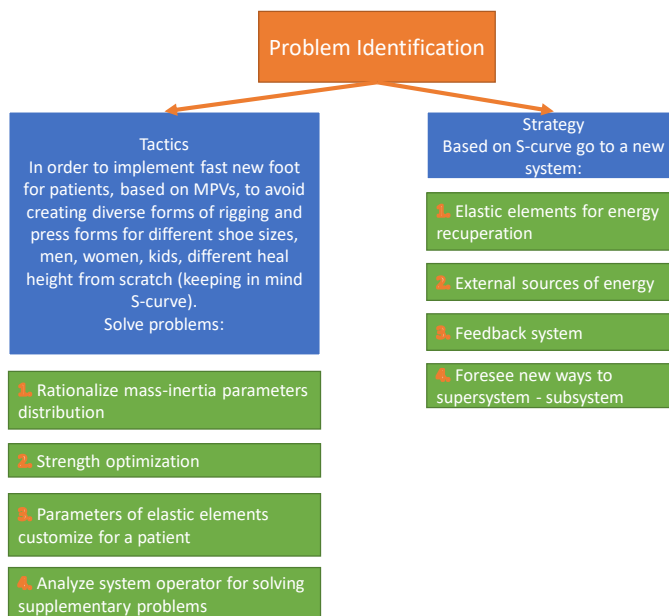 Problem Identification
Tactics
In order to implement fast new foot
for patients, based on MPVs, to avoid
creating diverse forms of rigging and
press forms for different shoe sizes,
men, women, kids, different heal
height from scratch (keeping in mind
S-curve).
Solve problems:
1. Rationalize mass-inertia parameters
distribution
2. Strength optimization
3. Parameters of elastic elements
customize for a patient
4. Analyze system operator for solving
supplementary problems
Strategy
Based on S-curve go to a new
system:
1. Elastic elements for energy
recuperation
2. External sources of energy
3. Feedback system
4. Foresee new ways to
supersystem - subsystem